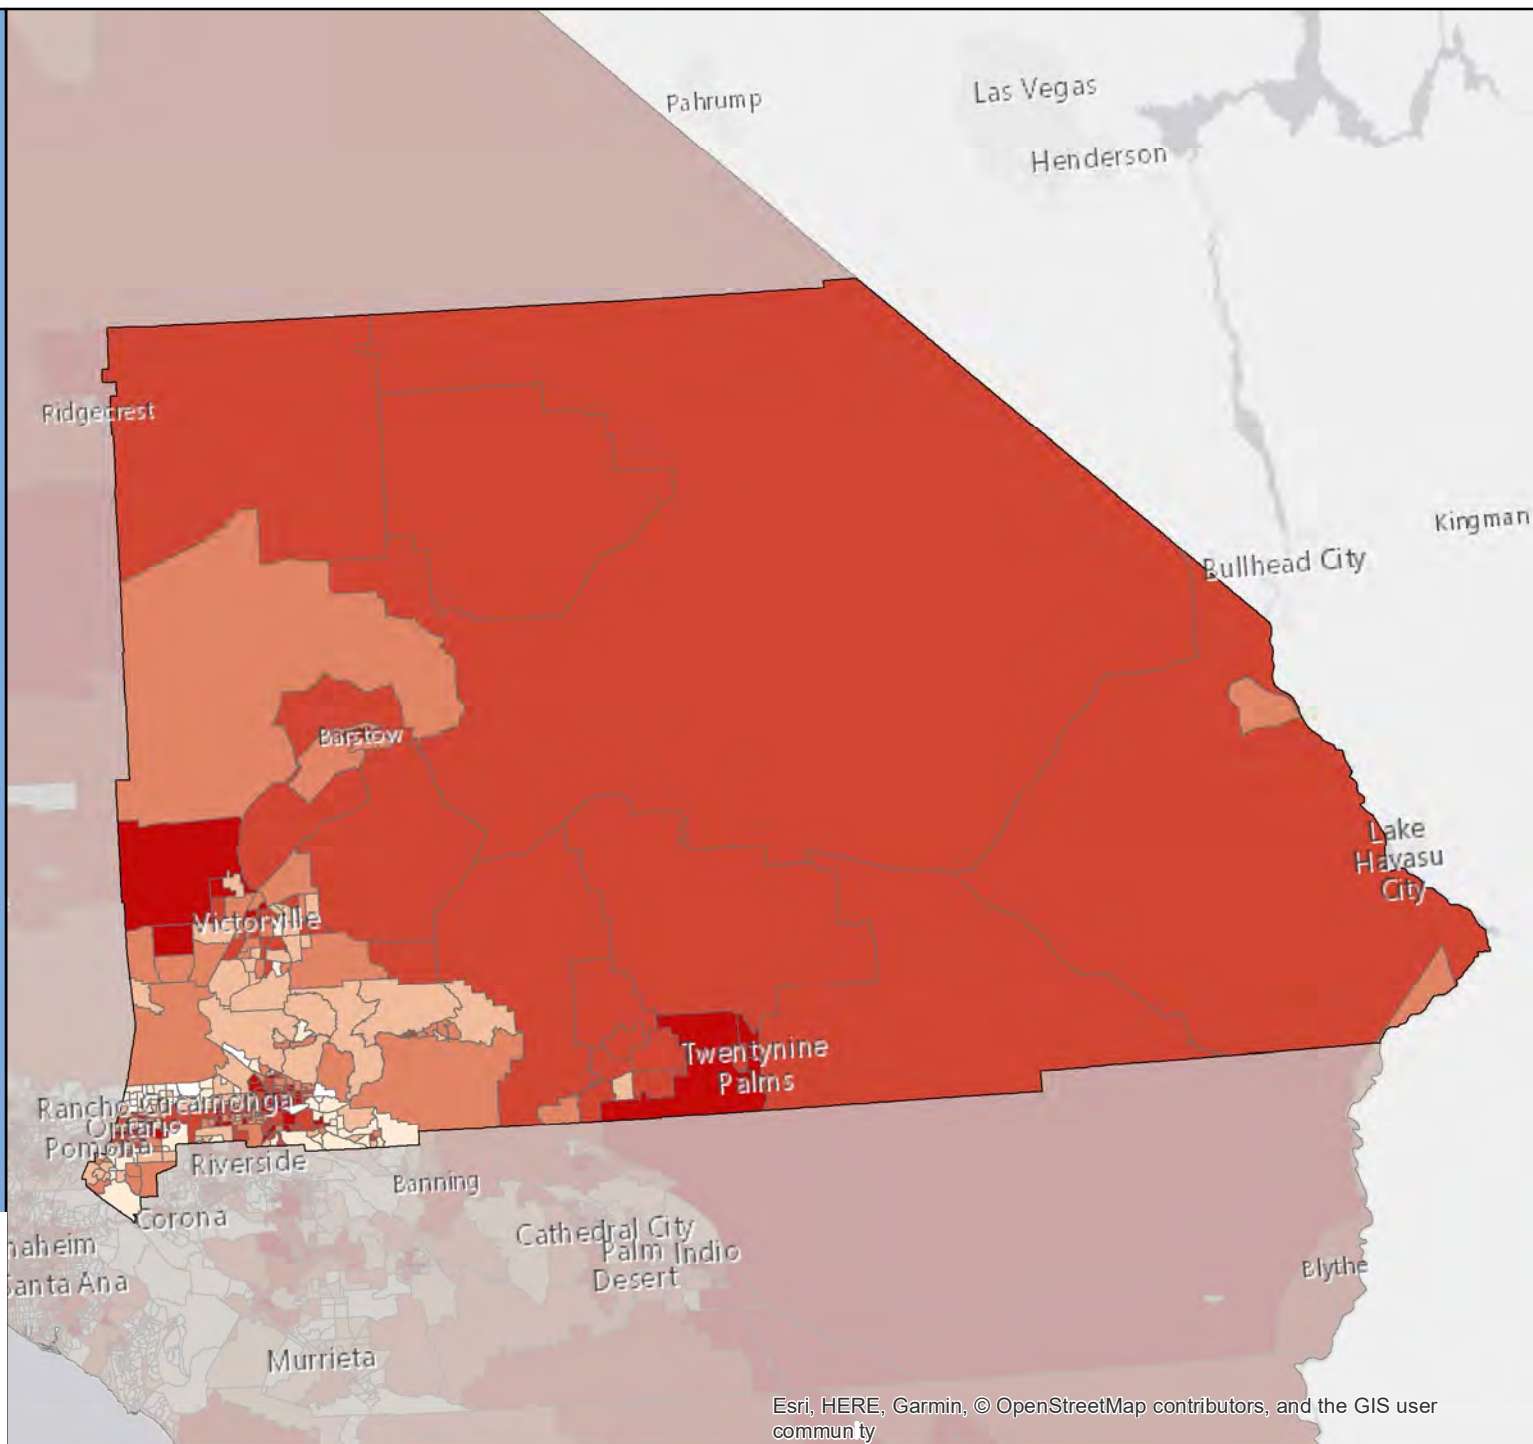 Pahrump
Las Vegas
Henderson
Ridgecrest
Kingman
Bullhead City
Barstow
Lake
Havasu
City
Victorville
Twentynine
Palms
Rancho Cucamonga
Ontario
Pomona
Riverside
Banning
Corona
Cathedral City
naheim
Palm Indio
Desert
Santa Ana
Blythe
Murrieta
Esri, HERE, Garmin, © OpenStreetMap contributors, and the GIS user
community